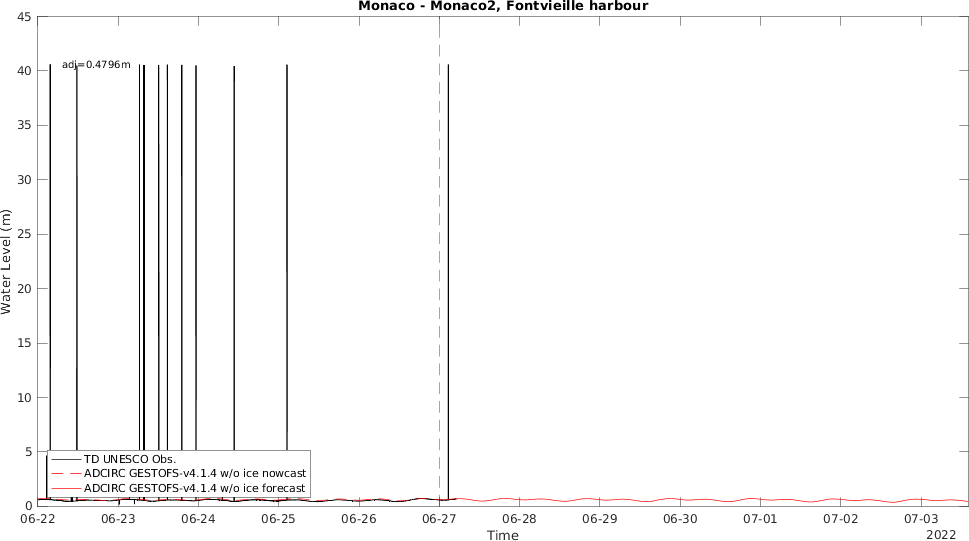 Monaco - Monaco2, Fontvieille harbour
45
40
35
30
25
20
15
10
5
0
Water Level (m)
adj=0.4796m
TD UNESCO Obs.
ADCIRC GESTOFS-v4.1.4 w/o ice nowcast
ADCIRC GESTOFS-v4.1.4 w/o ice forecast
06-22 06-23 06-24 06-25 06-26 06-27 06-28 06-29 06-30 07-01 07-02 07-03
Time
2022